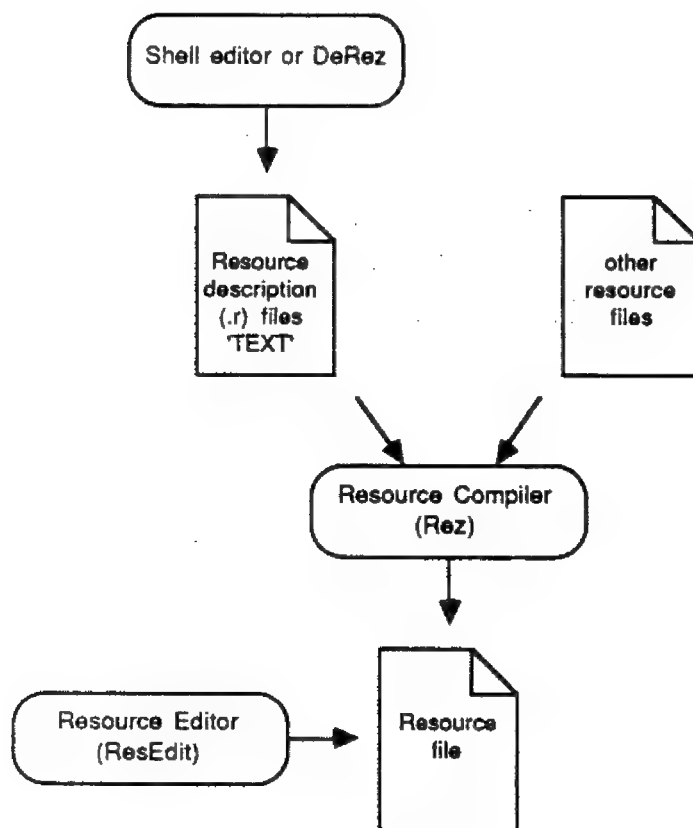 Shell editor or DeRez
Resource
description
(.r) files
'TEXT'
other
resource
files
Resource Compiler
(Rez)
Resource Editor
(ResEdit)
Resource
file